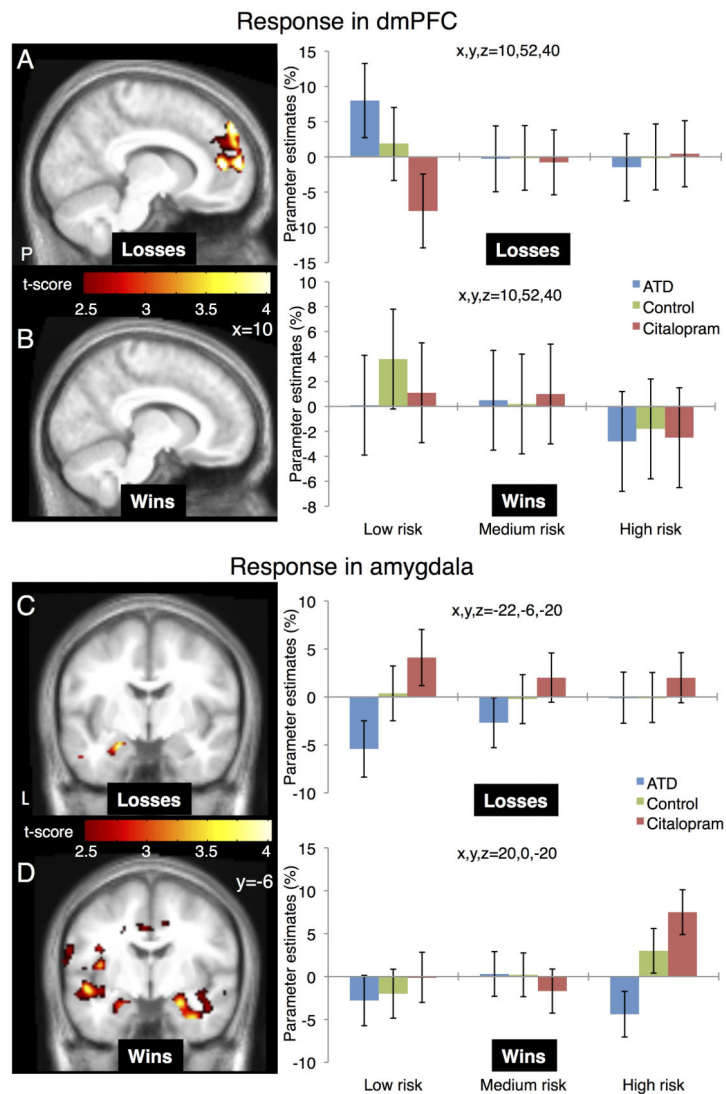 Response in dmPFC
A
P
Losses
Parameter estimates (%)
15
10
5
0
-5
-10
-15
x,y,z=10,52,40
Losses
t-score
2.5 3 3.5 4
B
x=10
Wins
Parameter estimates (%)
10
8
6
4
2
0
-2
-4
-6
-8
x,y,z=10,52,40
ATD
Control
Citalopram
Wins
Low risk Medium risk High risk
Response in amygdala
C
L
Losses
Parameter estimates (%)
10
5
0
-5
-10
x,y,z=-22,-6,-20
Losses
ATD
Control
Citalopram
t-score
2.5 3 3.5 4
D
y=-6
Wins
Parameter estimates (%)
15
10
5
0
-5
-10
x,y,z=20,0,-20
Wins
Low risk Medium risk High risk